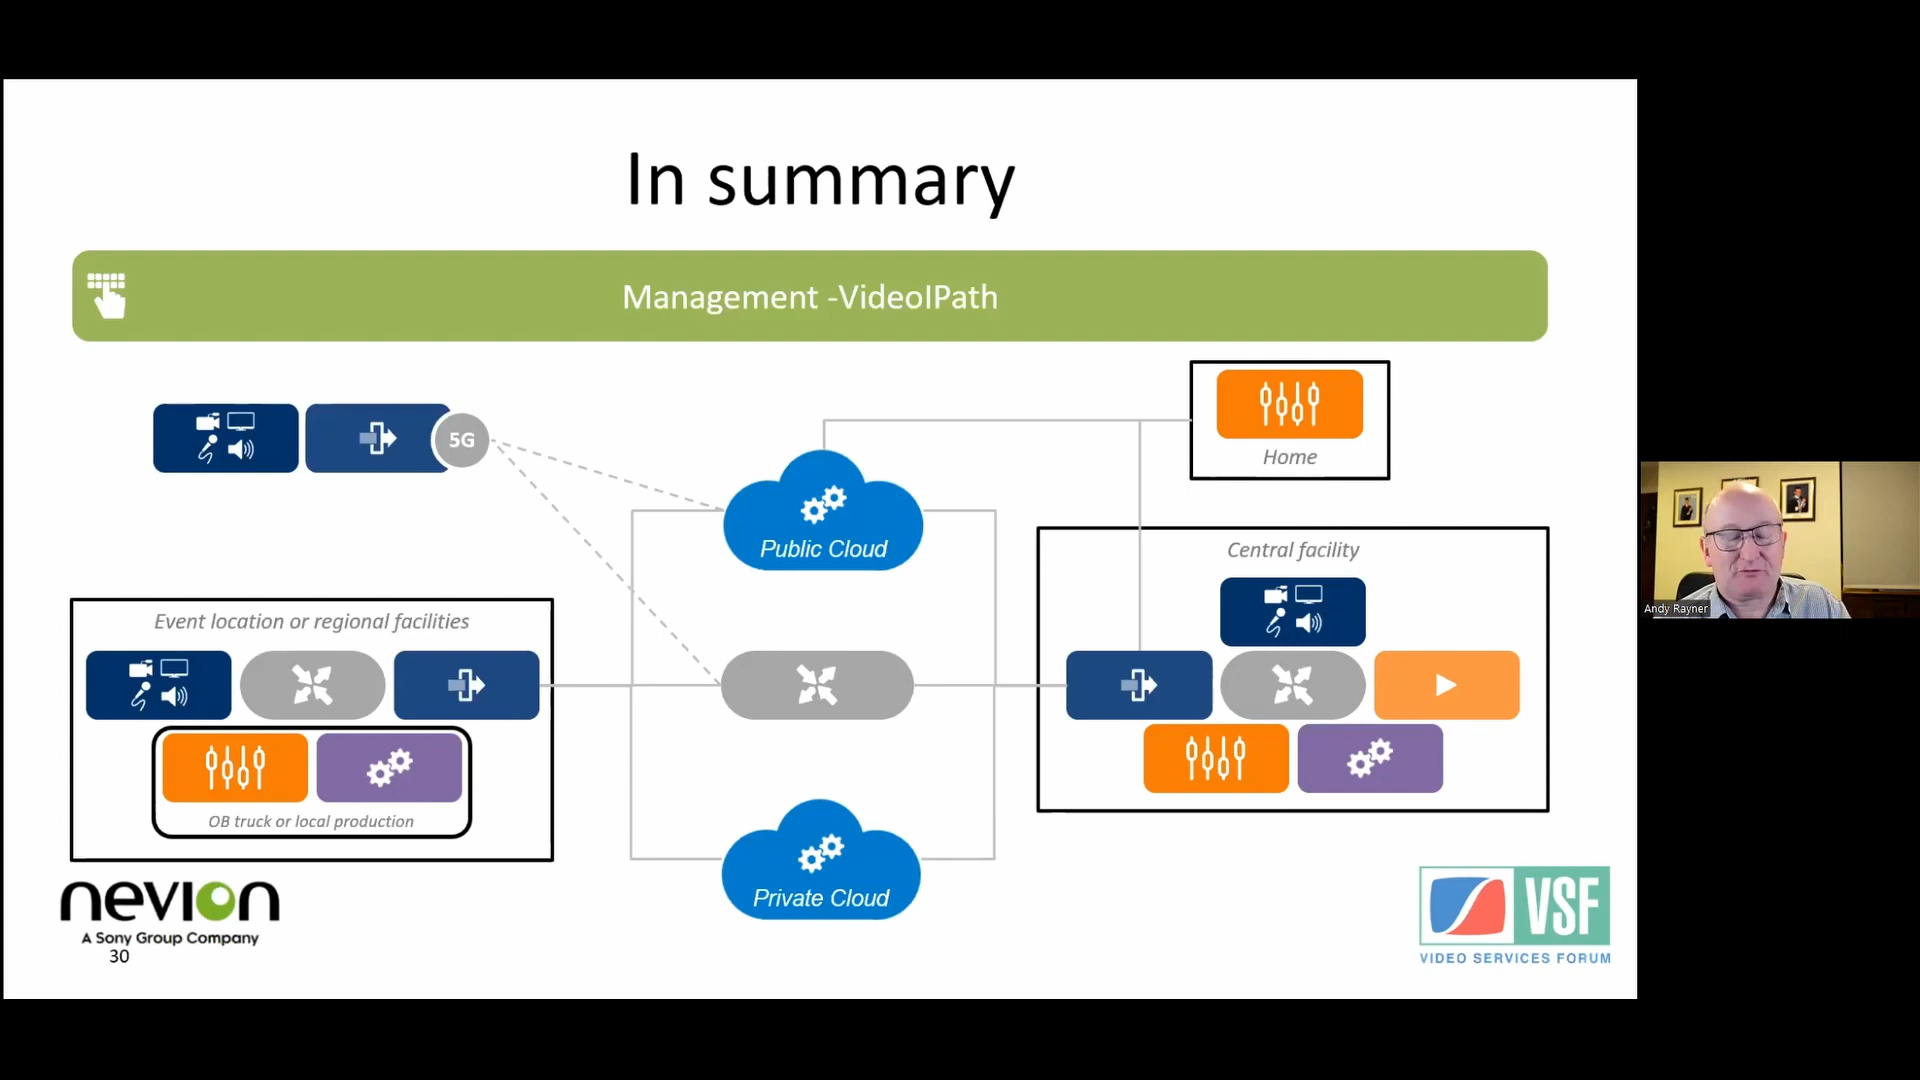 In summary
Management -VideoIPath
5G
Home
Public Cloud
Central facility
Event location or regional facilities
OB truck or local production
Private Cloud
nevion
A Sony Group Company
30
VSF
VIDEO SERVICES FORUM
Andy Rayner